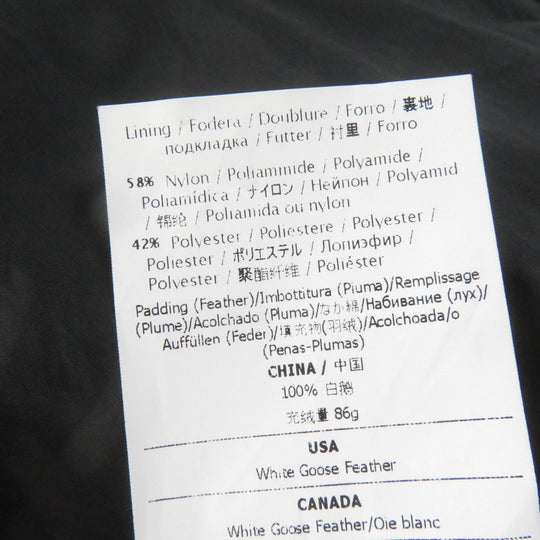 Lining / Fodera / Doublure / Forro / 裏地 /
подкладка / Futter / 衬里 / Forro
58% Nylon / Poliammide / Polyamide /
Poliamídica / ナイロン / Нейлон / Polyamid
/ 锦纶 / Poliamida ou nylon
42% Polyester / Poliestere / Polyester /
Poliester / ポリエステル / Лопиэфир /
Polyester / 聚酯纤维 / Poliéster
Padding (Feather)/Imbottitura (Piuma)/Remplissage
(Plume)/Acolchado (Pluma)/なか綿/Набивание (лух)/
Auffüllen (Feder)/填充物(羽绒)/Acolchoada/o
(Penas-Plumas)
CHINA / 中国
100% 白鹅
充绒量 86g
USA
White Goose Feather
CANADA
White Goose Feather/Oie blanc